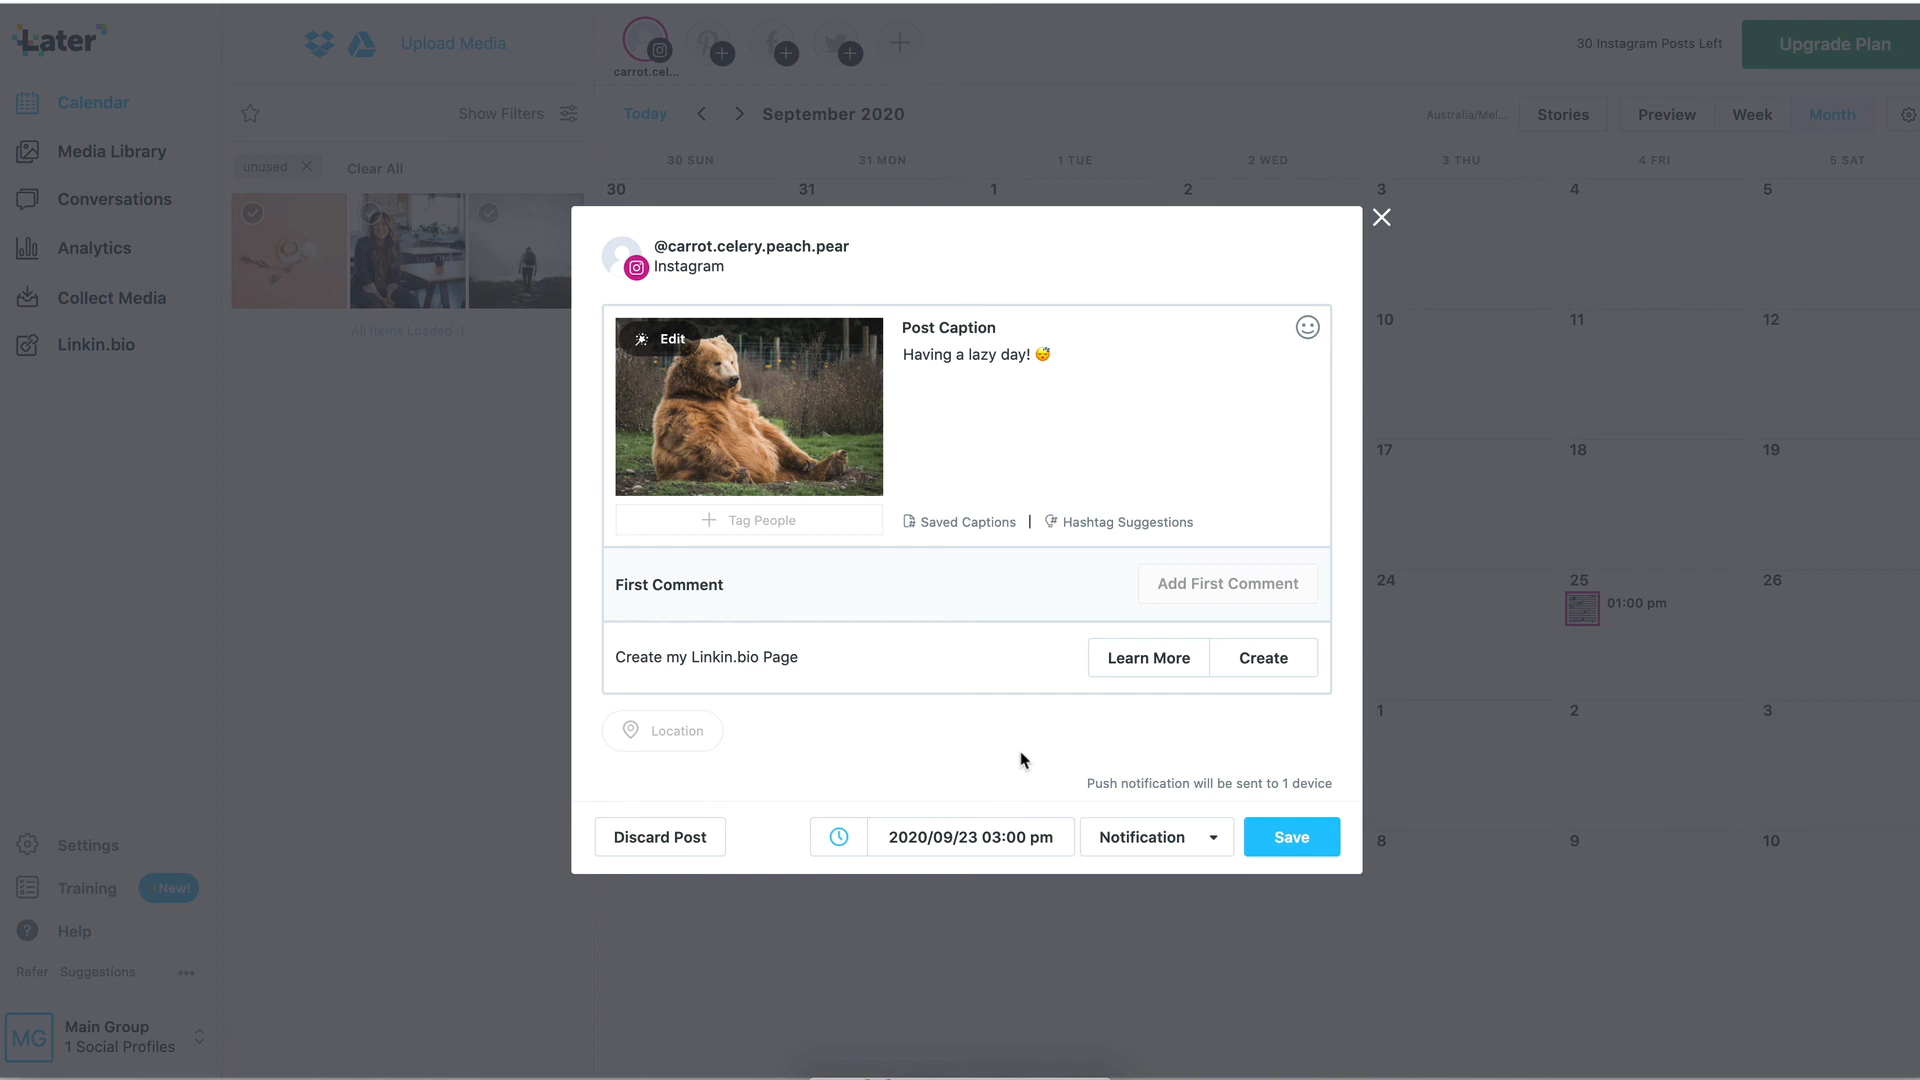 Later
Upload Media
carrot.cel...
30 Instagram Posts Left
Upgrade Plan
Calendar
Media Library
Conversations
Analytics
Collect Media
Linkin.bio
Show Filters
unused
Clear All
All Items Loaded :)
Today
September 2020
Australia/Mel...
Stories
Preview
Week
Month
30 SUN
31 MON
1 TUE
2 WED
3 THU
4 FRI
5 SAT
30
31
1
2
3
4
5
@carrot.celery.peach.pear
Instagram
Edit
Post Caption
Having a lazy day! 😴
Tag People
Saved Captions | Hashtag Suggestions
First Comment
Add First Comment
Create my Linkin.bio Page
Learn More
Create
Location
Push notification will be sent to 1 device
Discard Post
2020/09/23 03:00 pm
Notification
Save
10
11
12
17
18
19
24
25
26
01:00 pm
1
2
3
8
9
10
Settings
Training
New!
Help
Refer
Suggestions
MG
Main Group
1 Social Profiles